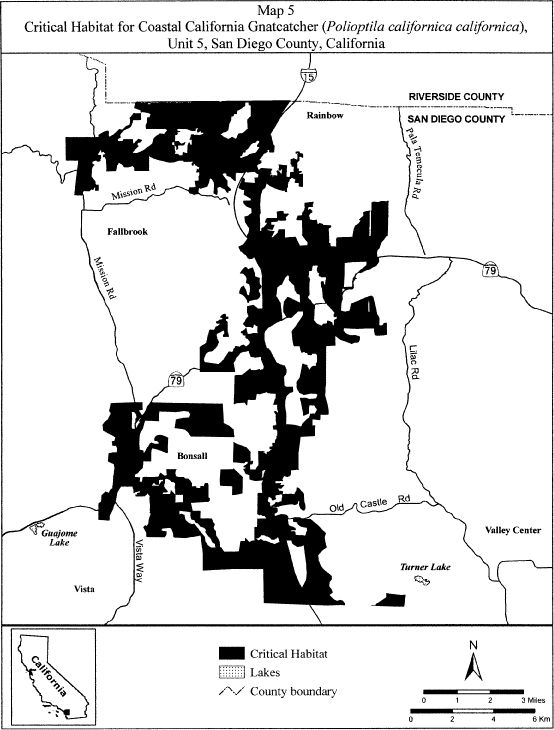 Map 5
Critical Habitat for Coastal California Gnatcatcher (Polioptila californica californica),
Unit 5, San Diego County, California
15
RIVERSIDE COUNTY
Rainbow
SAN DIEGO COUNTY
Pala Temecula Rd
Mission Rd
Fallbrook
Mission Rd
79
Lilac Rd
79
Bonsall
Old Castle Rd
Guajome
Lake
Vista Way
Valley Center
Turner Lake
Vista
California
Critical Habitat
Lakes
County boundary
N
0 1 2 3 Miles
0 2 4 6 Km